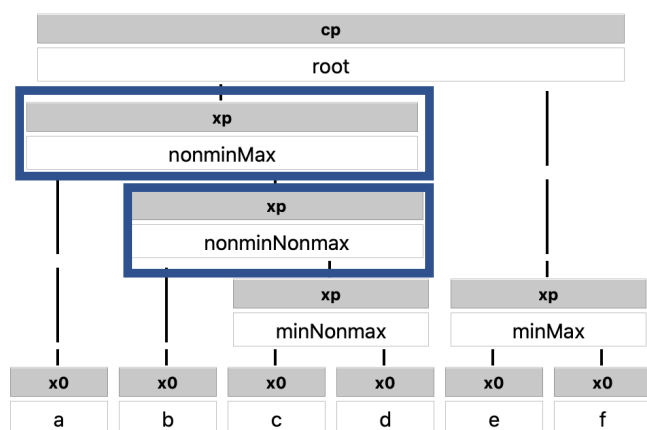 cp
root
xp
nonminMax
xp
nonminNonmax
xp xp
minNonmax minMax
x0 x0 x0 x0 x0 x0
a b c d e f